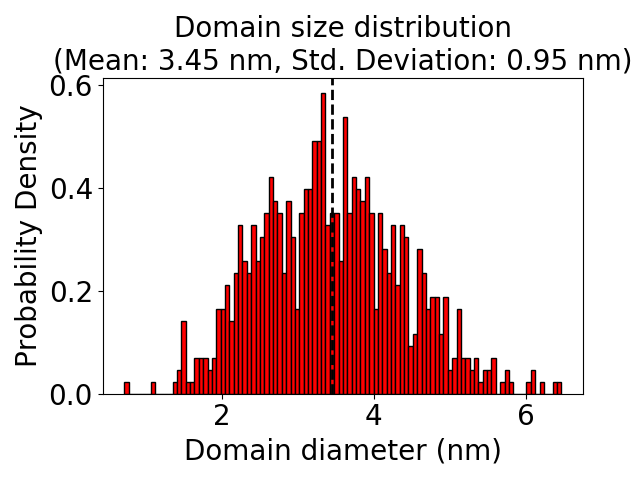 Domain size distribution
(Mean: 3.45 nm, Std. Deviation: 0.95 nm)
0.6
0.4
0.2
0.0
Probability Density
2
4
6
Domain diameter (nm)